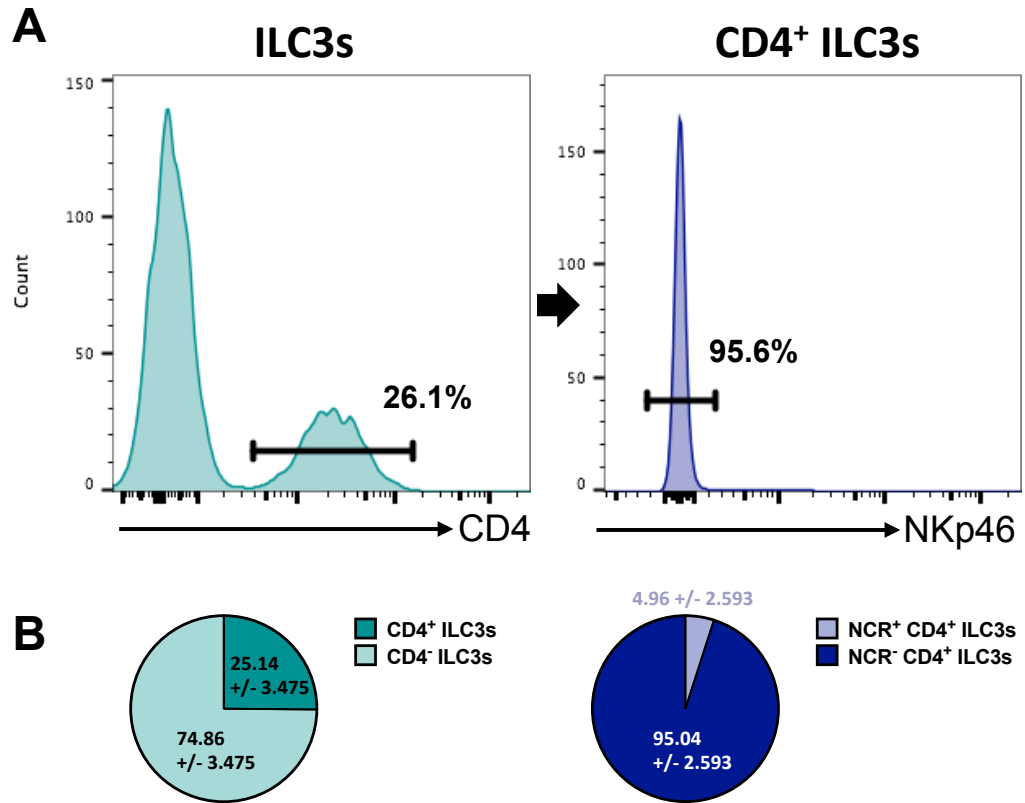 A
ILC3s
CD4⁺ ILC3s
150
100
50
0
Count
26.1%
CD4
150
100
50
0
95.6%
NKp46
B
25.14
+/- 3.475
74.86
+/- 3.475
CD4⁺ ILC3s
CD4⁻ ILC3s
4.96 +/- 2.593
95.04
+/- 2.593
NCR⁺ CD4⁺ ILC3s
NCR⁻ CD4⁺ ILC3s